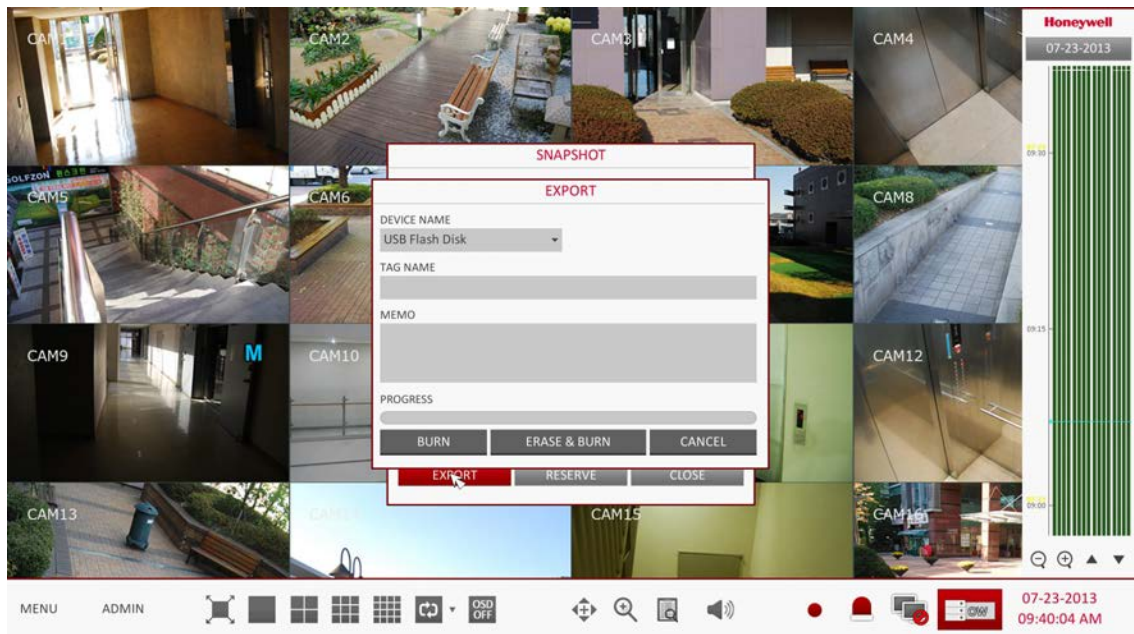 CAM1
CAM2
CAM3
CAM4
Honeywell
07-23-2013
SNAPSHOT
09:30
GOLFZON
CAM5
CAM6
EXPORT
CAM8
DEVICE NAME
USB Flash Disk
TAG NAME
MEMO
09:15
CAM9
M
CAM10
CAM12
PROGRESS
BURN
ERASE & BURN
CANCEL
EXPORT
RESERVE
CLOSE
09:00
CAM13
CAM15
CAM16
MENU
ADMIN
OSD
OFF
07-23-2013
09:40:04 AM